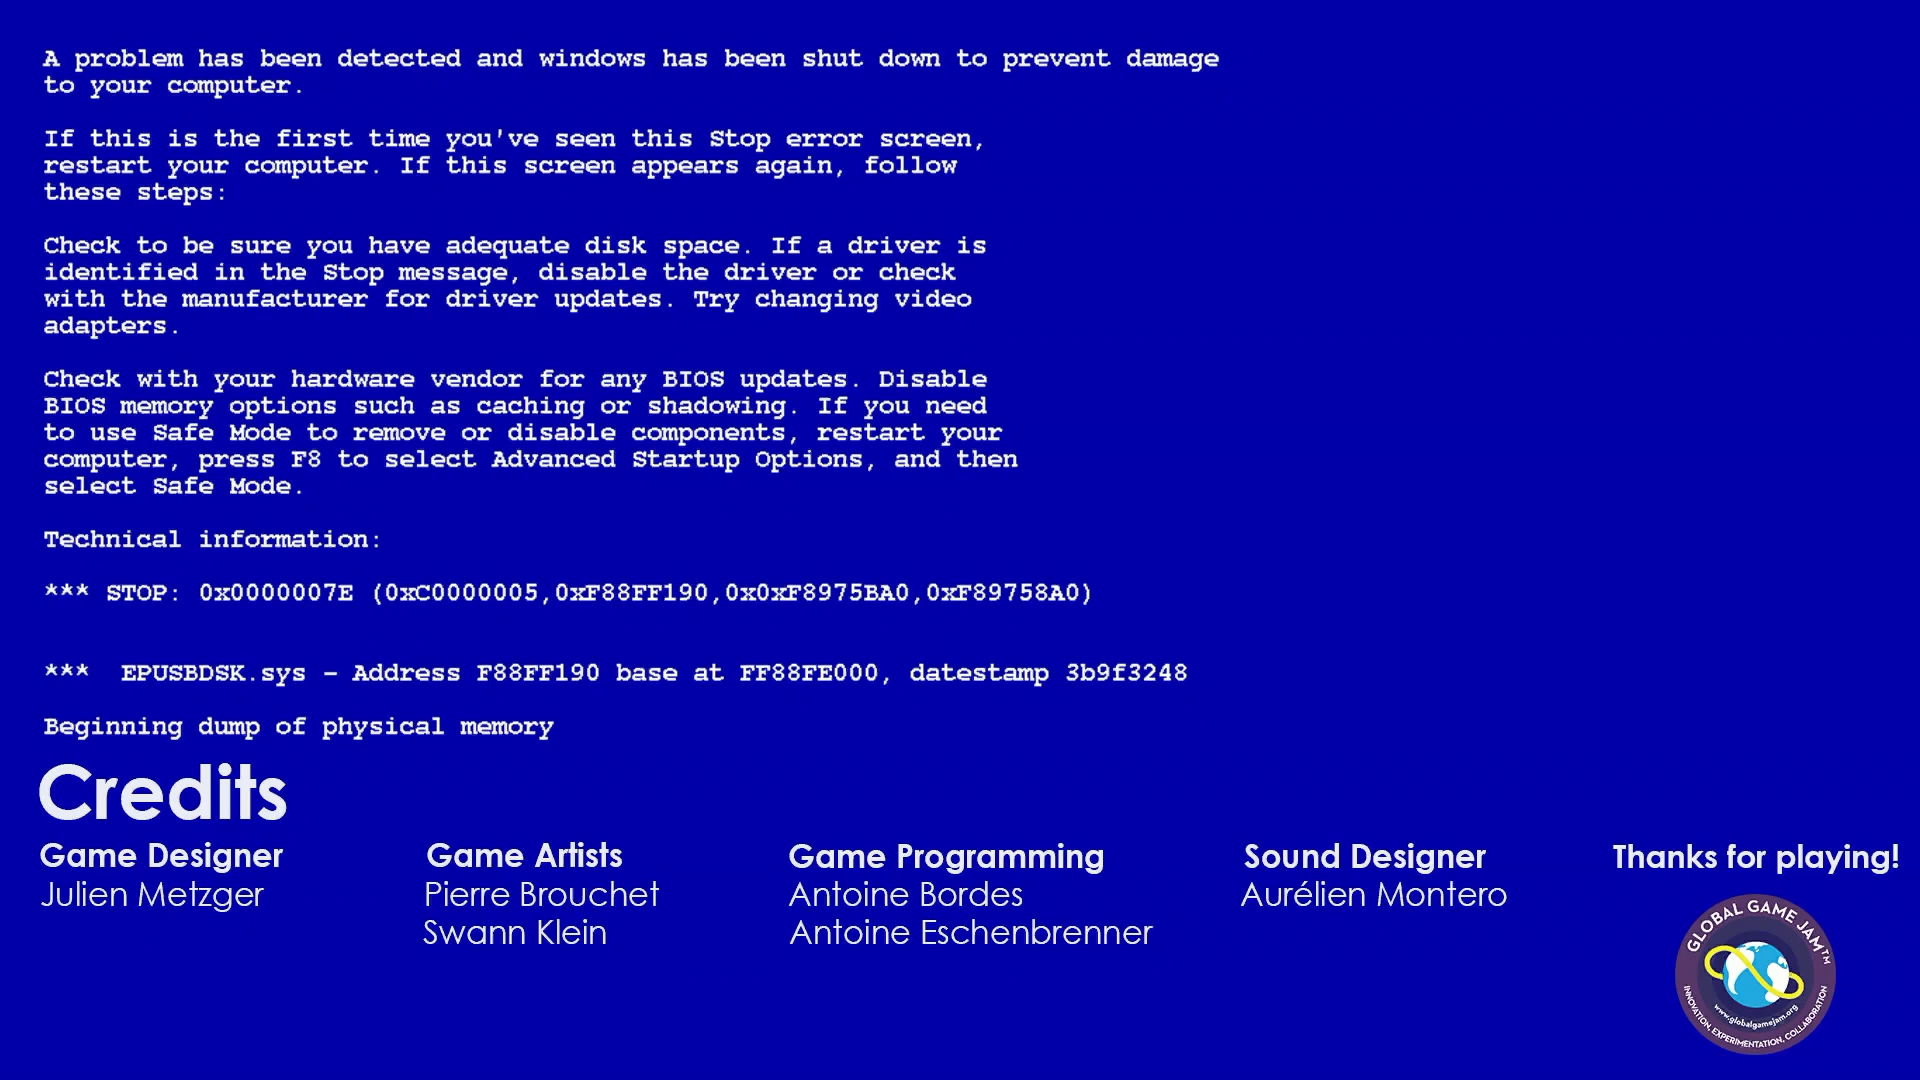 A problem has been detected and windows has been shut down to prevent damage
to your computer.
If this is the first time you've seen this Stop error screen,
restart your computer. If this screen appears again, follow
these steps:
Check to be sure you have adequate disk space. If a driver is
identified in the Stop message, disable the driver or check
with the manufacturer for driver updates. Try changing video
adapters.
Check with your hardware vendor for any BIOS updates. Disable
BIOS memory options such as caching or shadowing. If you need
to use Safe Mode to remove or disable components, restart your
computer, press F8 to select Advanced Startup Options, and then
select Safe Mode.
Technical information:
*** STOP: 0x0000007E (0xC0000005,0xF88FF190,0x0xF8975BA0,0xF89758A0)
***  EPUSBDSK.sys – Address F88FF190 base at FF88FE000, datestamp 3b9f3248
Beginning dump of physical memory
Credits
Game Designer
Julien Metzger
Game Artists
Pierre Brouchet
Swann Klein
Game Programming
Antoine Bordes
Antoine Eschenbrenner
Sound Designer
Aurélien Montero
Thanks for playing!
GLOBAL GAME JAM™
www.globalgamejam.org
INNOVATION, EXPERIMENTATION, COLLABORATION